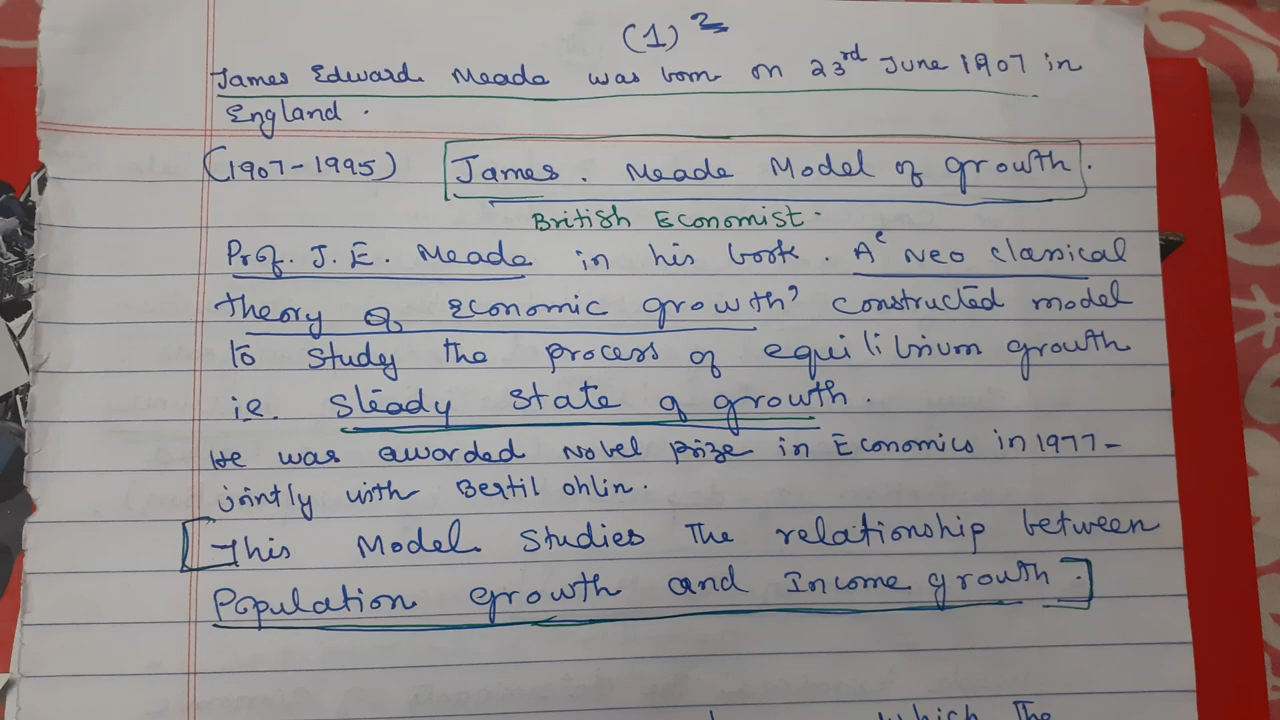 (1) 2
James Edward Meade was born on 23rd June 1907 in
England.
(1907-1995) James. Meade Model of growth.
British Economist.
Prof. J. E. Meade in his book. A' Neo classical
theory of Economic growth' constructed model
to study the process of equilibrium growth
i.e. Steady state of growth.
He was awarded Nobel prize in Economics in 1977-
jointly with Bertil ohlin.
This Model studies The relationship between
Population growth and Income growth.
which The